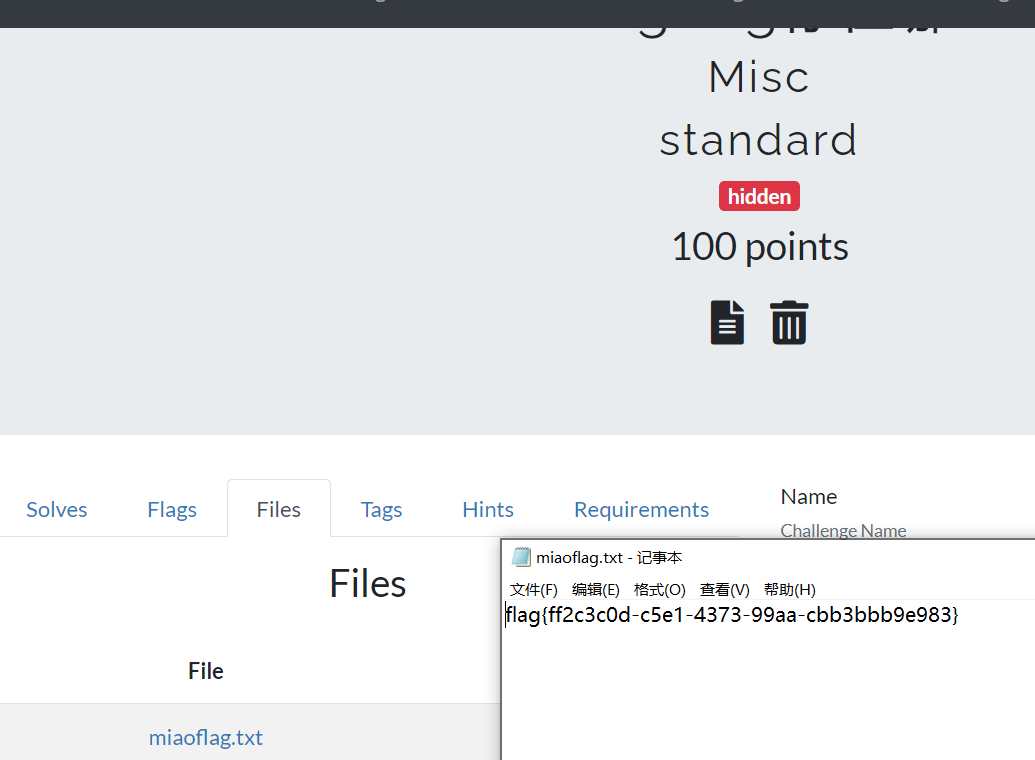 Misc
standard
hidden
100 points
Solves
Flags
Files
Tags
Hints
Requirements
Name
Challenge Name
Files
File
miaoflag.txt
miaoflag.txt - 记事本
文件(F) 编辑(E) 格式(O) 查看(V) 帮助(H)
flag{ff2c3c0d-c5e1-4373-99aa-cbb3bbb9e983}